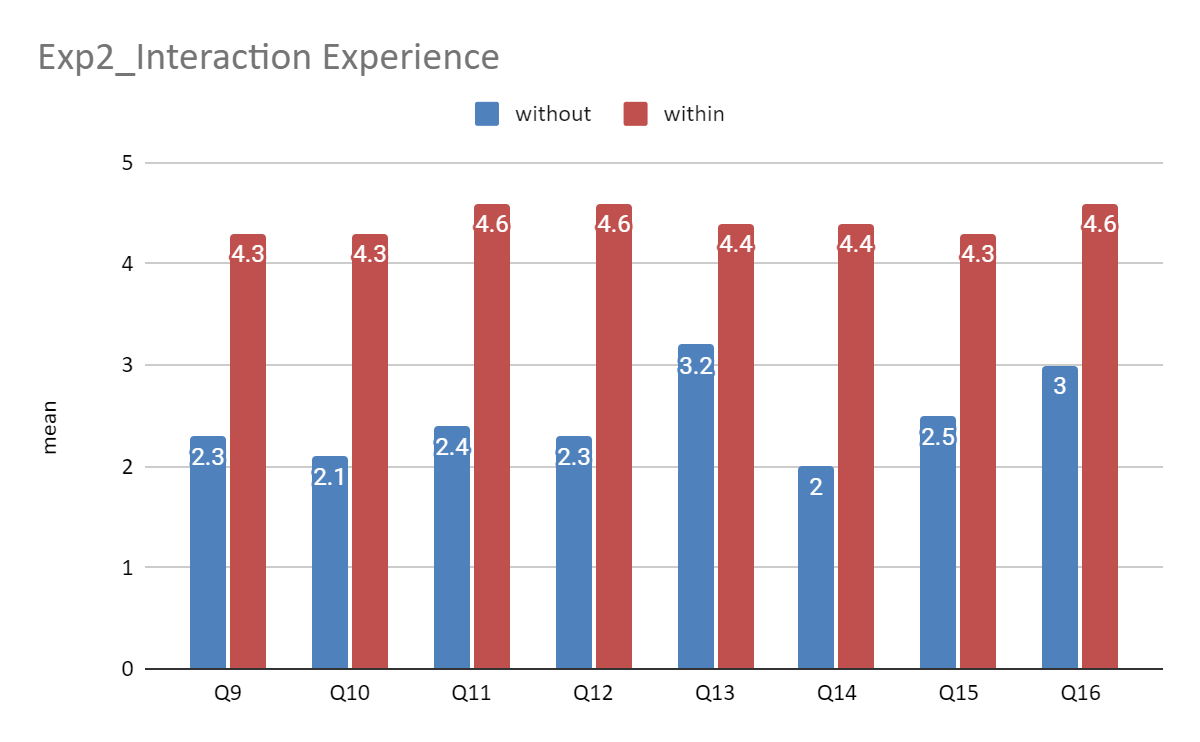 Exp2_Interaction Experience
without within
5
4
3
2
1
0
mean
2.3 4.3 2.1 4.3 2.4 4.6 2.3 4.6 3.2 4.4 2 4.4 2.5 4.3 3 4.6
Q9 Q10 Q11 Q12 Q13 Q14 Q15 Q16